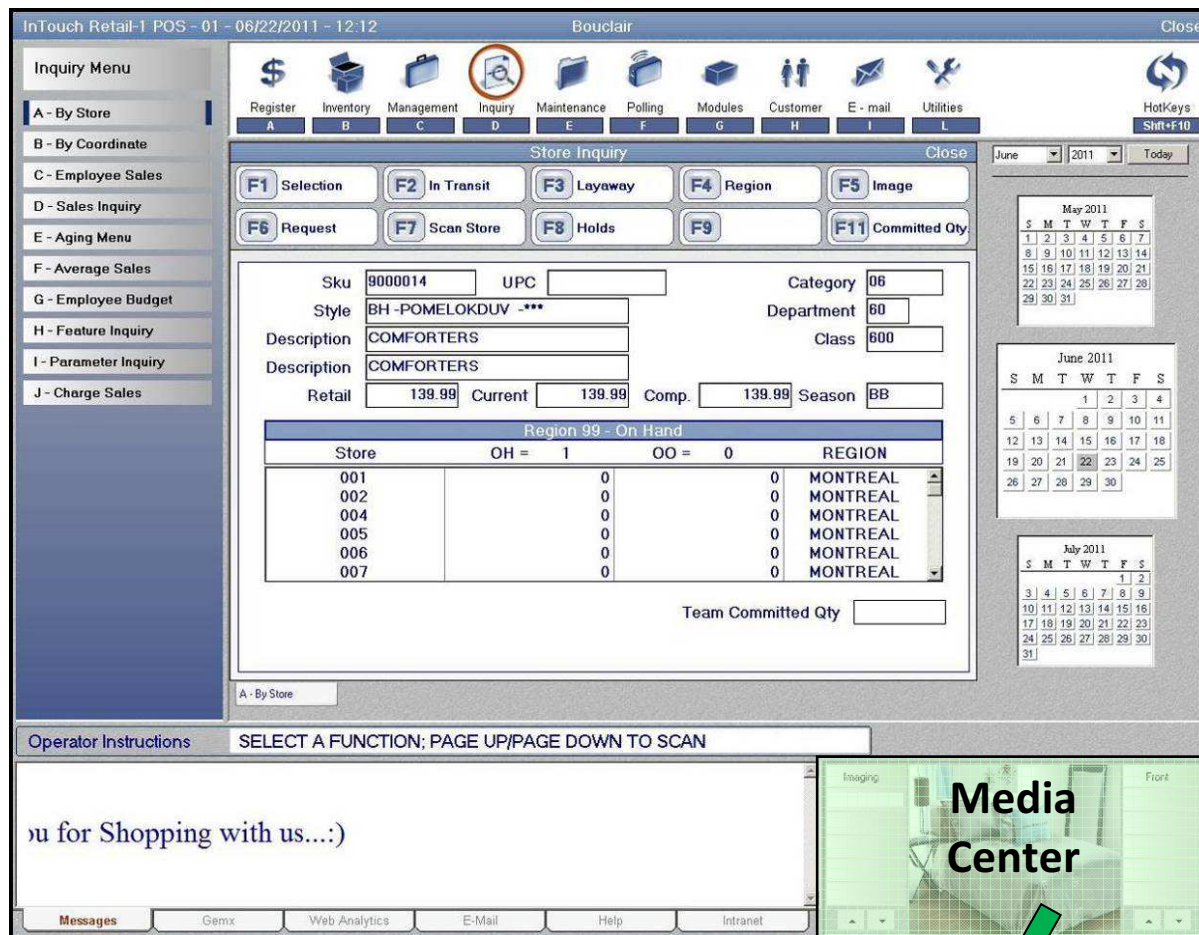 InTouch Retail-1 POS - 01 - 06/22/2011 - 12:12 Bouclair Close
Inquiry Menu
A - By Store
B - By Coordinate
C - Employee Sales
D - Sales Inquiry
E - Aging Menu
F - Average Sales
G - Employee Budget
H - Feature Inquiry
I - Parameter Inquiry
J - Charge Sales
Register Inventory Management Inquiry Maintenance Polling Modules Customer E - mail Utilities HotKeys
A B C D E F G H I L Shft+F10
Store Inquiry Close
F1 Selection F2 In Transit F3 Layaway F4 Region F5 Image
F6 Request F7 Scan Store F8 Holds F9 F11 Committed Qty.
Sku 9000014 UPC Category 06
Style BH -POMELOKDUV -*** Department 60
Description COMFORTERS Class 600
Description COMFORTERS
Retail 139.99 Current 139.99 Comp. 139.99 Season BB
Region 99 - On Hand
Store OH = 1 OO = 0 REGION
001 0 0 MONTREAL
002 0 0 MONTREAL
004 0 0 MONTREAL
005 0 0 MONTREAL
006 0 0 MONTREAL
007 0 0 MONTREAL
Team Committed Qty
A - By Store
June 2011 Today
May 2011
S M T W T F S
1 2 3 4 5 6 7
8 9 10 11 12 13 14
15 16 17 18 19 20 21
22 23 24 25 26 27 28
29 30 31
June 2011
S M T W T F S
1 2 3 4
5 6 7 8 9 10 11
12 13 14 15 16 17 18
19 20 21 22 23 24 25
26 27 28 29 30
July 2011
S M T W T F S
1 2
3 4 5 6 7 8 9
10 11 12 13 14 15 16
17 18 19 20 21 22 23
24 25 26 27 28 29 30
31
Operator Instructions SELECT A FUNCTION; PAGE UP/PAGE DOWN TO SCAN
ou for Shopping with us...:)
Messages Gemx Web Analytics E-Mail Help Intranet
Imaging Front
Media
Center